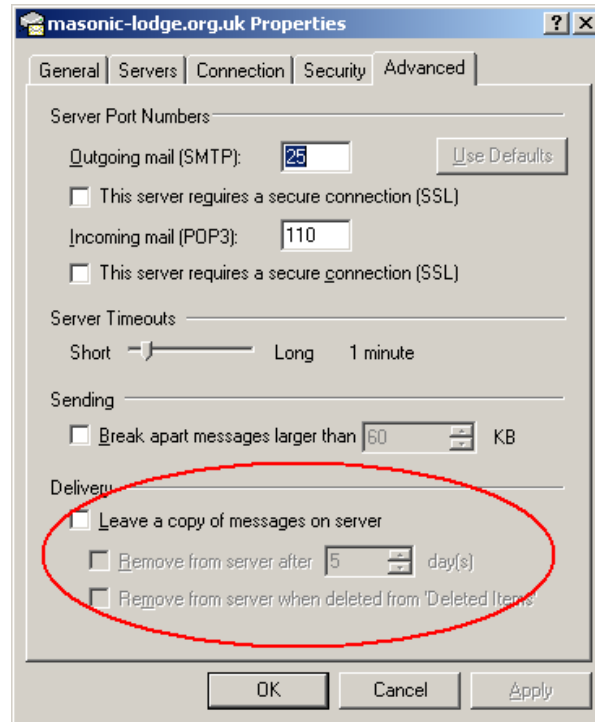 masonic-lodge.org.uk Properties
General Servers Connection Security Advanced
Server Port Numbers
Outgoing mail (SMTP): 25 Use Defaults
This server requires a secure connection (SSL)
Incoming mail (POP3): 110
This server requires a secure connection (SSL)
Server Timeouts
Short Long 1 minute
Sending
Break apart messages larger than 60 KB
Delivery
Leave a copy of messages on server
Remove from server after 5 day(s)
Remove from server when deleted from 'Deleted Items'
OK Cancel Apply